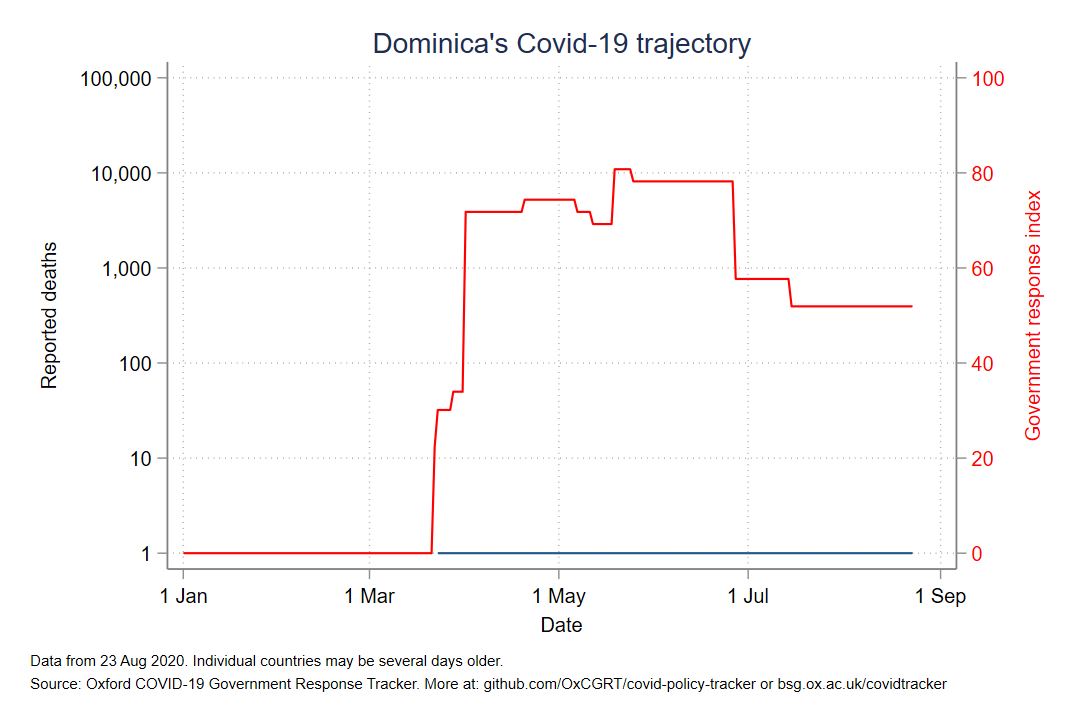 Dominica's Covid-19 trajectory
100,000
10,000
1,000
100
10
1
Reported deaths
100
80
60
40
20
0
Government response index
1 Jan
1 Mar
1 May
1 Jul
1 Sep
Date
Data from 23 Aug 2020. Individual countries may be several days older.
Source: Oxford COVID-19 Government Response Tracker. More at: github.com/OxCGRT/covid-policy-tracker or bsg.ox.ac.uk/covidtracker